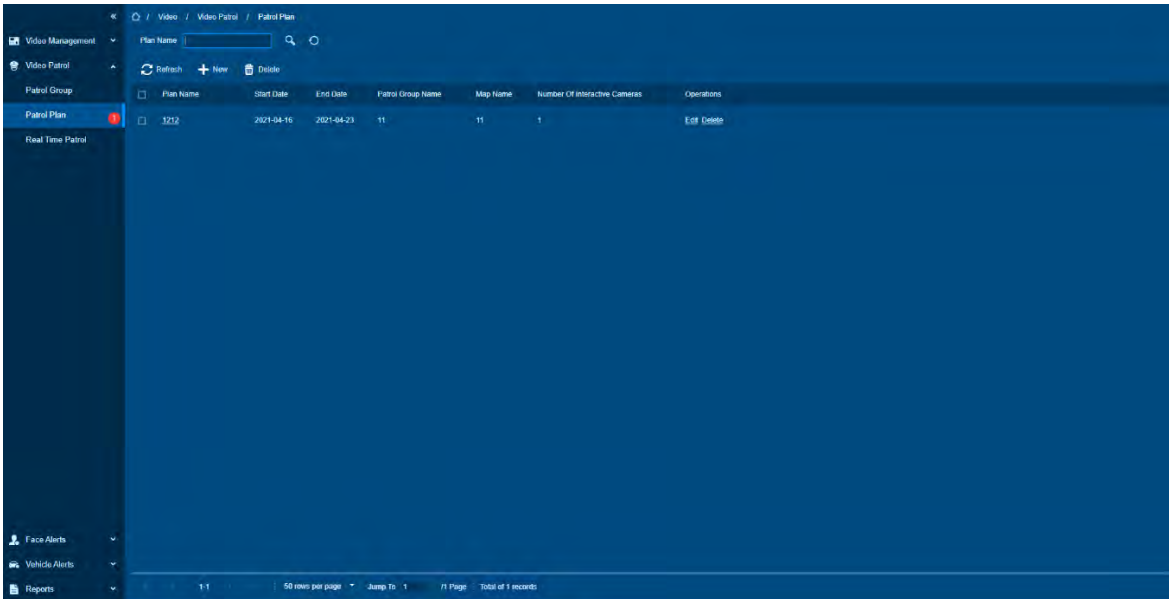 «
/ Video / Video Patrol / Patrol Plan
Video Management
Plan Name
Video Patrol
Refresh New Delete
Patrol Group
Plan Name Start Date End Date Patrol Group Name Map Name Number Of Interactive Cameras Operations
Patrol Plan 1
1212 2021-04-16 2021-04-23 11 11 1 Edit Delete
Real Time Patrol
Face Alerts
Vehicle Alerts
Reports
1-1 50 rows per page Jump To 1 /1 Page Total of 1 records